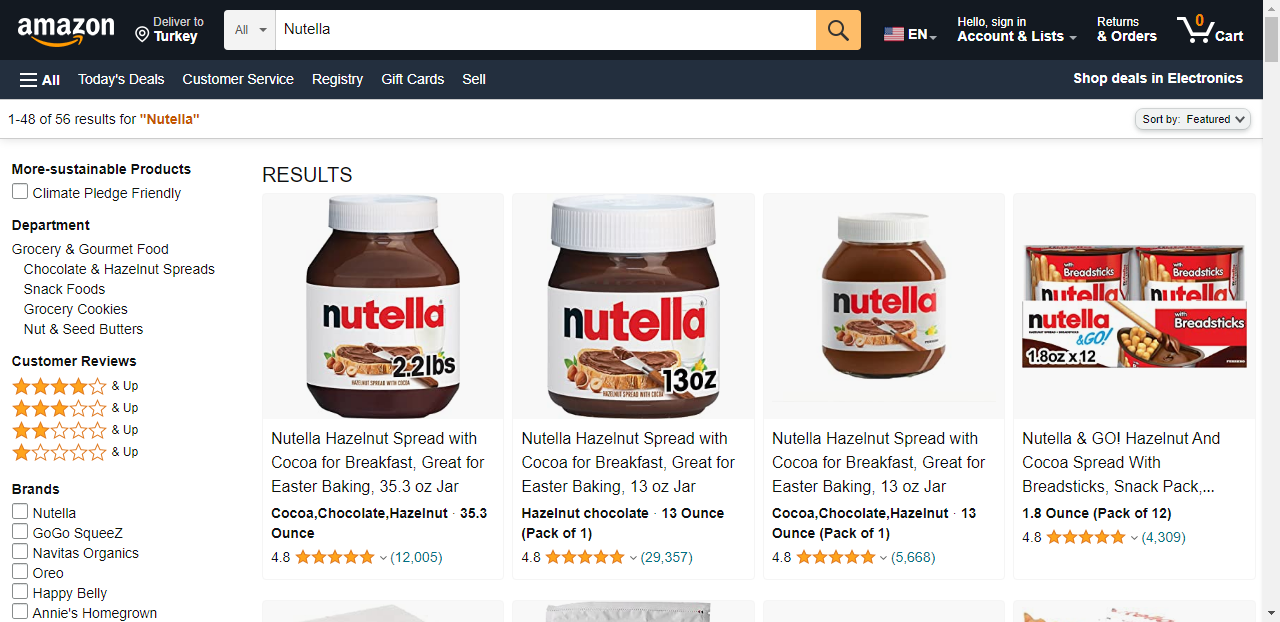 amazon
Deliver to
Turkey
All
Nutella
EN
Hello, sign in
Account & Lists
Returns
& Orders
0
Cart
All
Today's Deals
Customer Service
Registry
Gift Cards
Sell
Shop deals in Electronics
1-48 of 56 results for "Nutella"
Sort by: Featured
More-sustainable Products
Climate Pledge Friendly
Department
Grocery & Gourmet Food
Chocolate & Hazelnut Spreads
Snack Foods
Grocery Cookies
Nut & Seed Butters
Customer Reviews
& Up
& Up
& Up
& Up
Brands
Nutella
GoGo SqueeZ
Navitas Organics
Oreo
Happy Belly
Annie's Homegrown
RESULTS
nutella
2.2lbs
HAZELNUT SPREAD WITH COCOA
Nutella Hazelnut Spread with
Cocoa for Breakfast, Great for
Easter Baking, 35.3 oz Jar
Cocoa,Chocolate,Hazelnut · 35.3
Ounce
4.8 (12,005)
nutella
13oz
HAZELNUT SPREAD WITH COCOA
Nutella Hazelnut Spread with
Cocoa for Breakfast, Great for
Easter Baking, 13 oz Jar
Hazelnut chocolate · 13 Ounce
(Pack of 1)
4.8 (29,357)
nutella
Nutella Hazelnut Spread with
Cocoa for Breakfast, Great for
Easter Baking, 13 oz Jar
Cocoa,Chocolate,Hazelnut · 13
Ounce (Pack of 1)
4.8 (5,668)
with
Breadsticks
with
Breadsticks
nutella
nutella
nutella
&GO!
with
Breadsticks
1.8oz x 12
Nutella & GO! Hazelnut And
Cocoa Spread With
Breadsticks, Snack Pack,...
1.8 Ounce (Pack of 12)
4.8 (4,309)